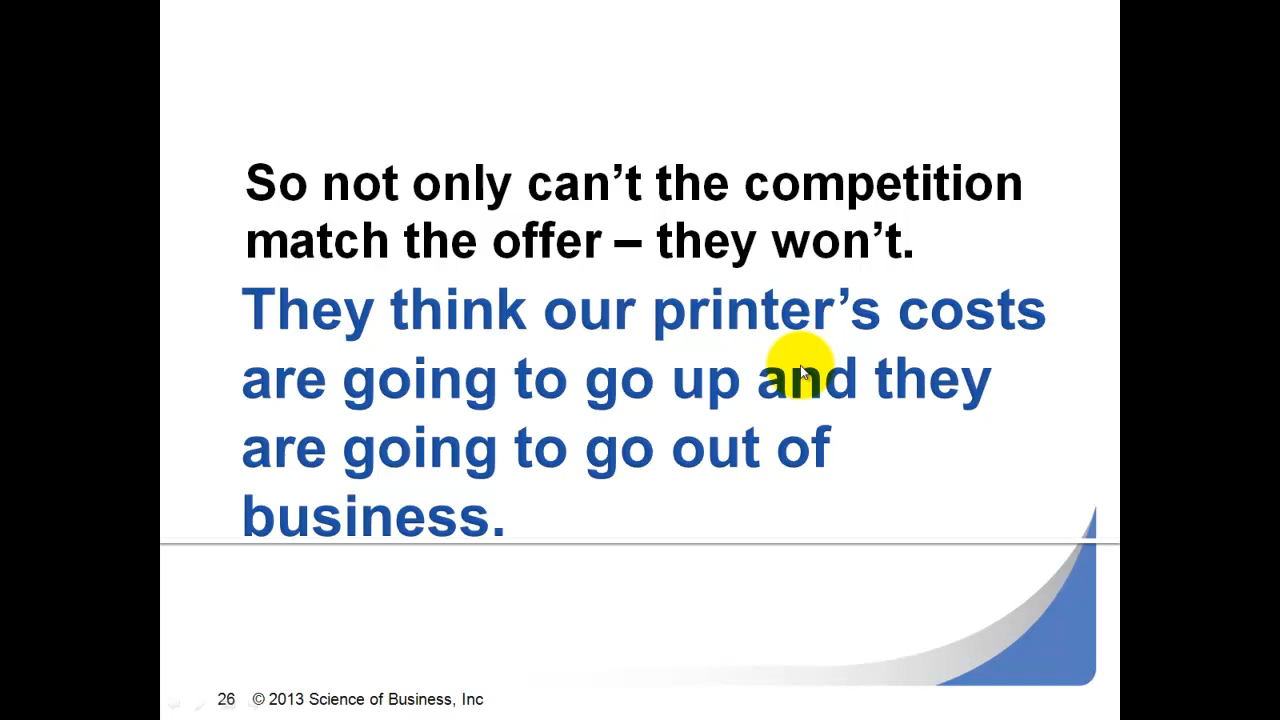 So not only can’t the competition
match the offer – they won’t.
They think our printer’s costs
are going to go up and they
are going to go out of
business.
26 © 2013 Science of Business, Inc